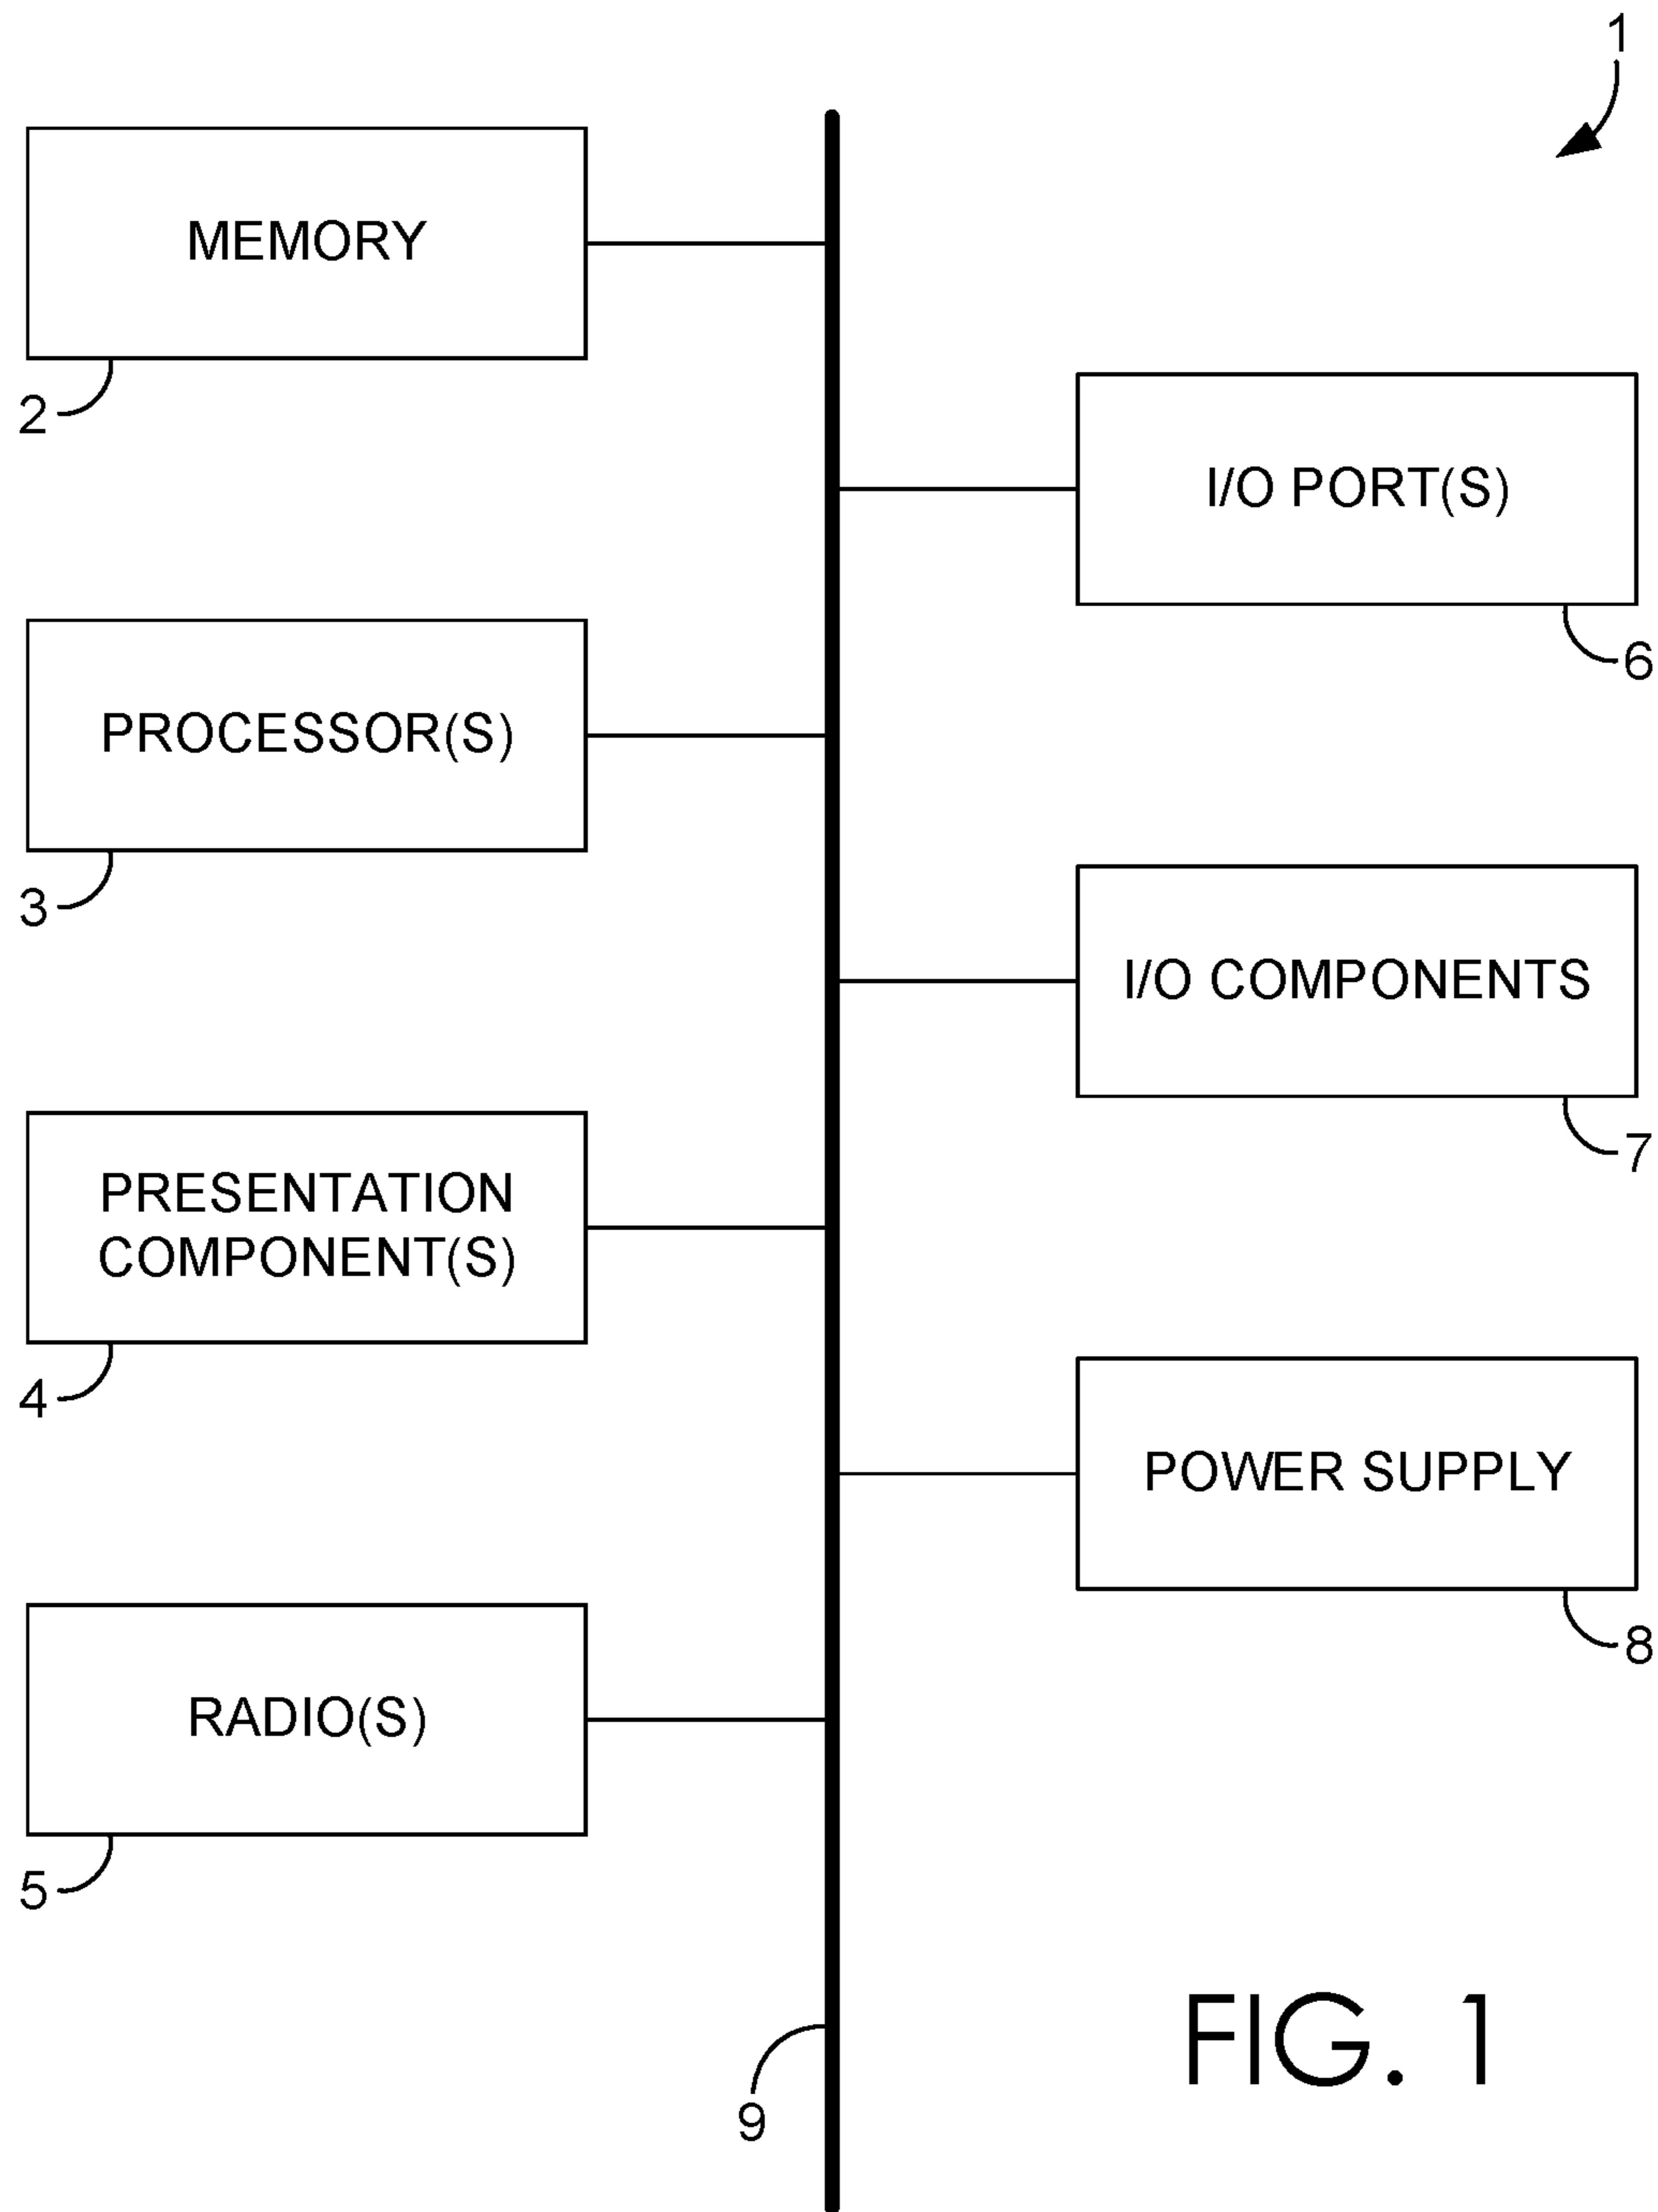 1
MEMORY
2
I/O PORT(S)
6
PROCESSOR(S)
3
I/O COMPONENTS
7
PRESENTATION
COMPONENT(S)
4
POWER SUPPLY
8
RADIO(S)
5
9
FIG. 1